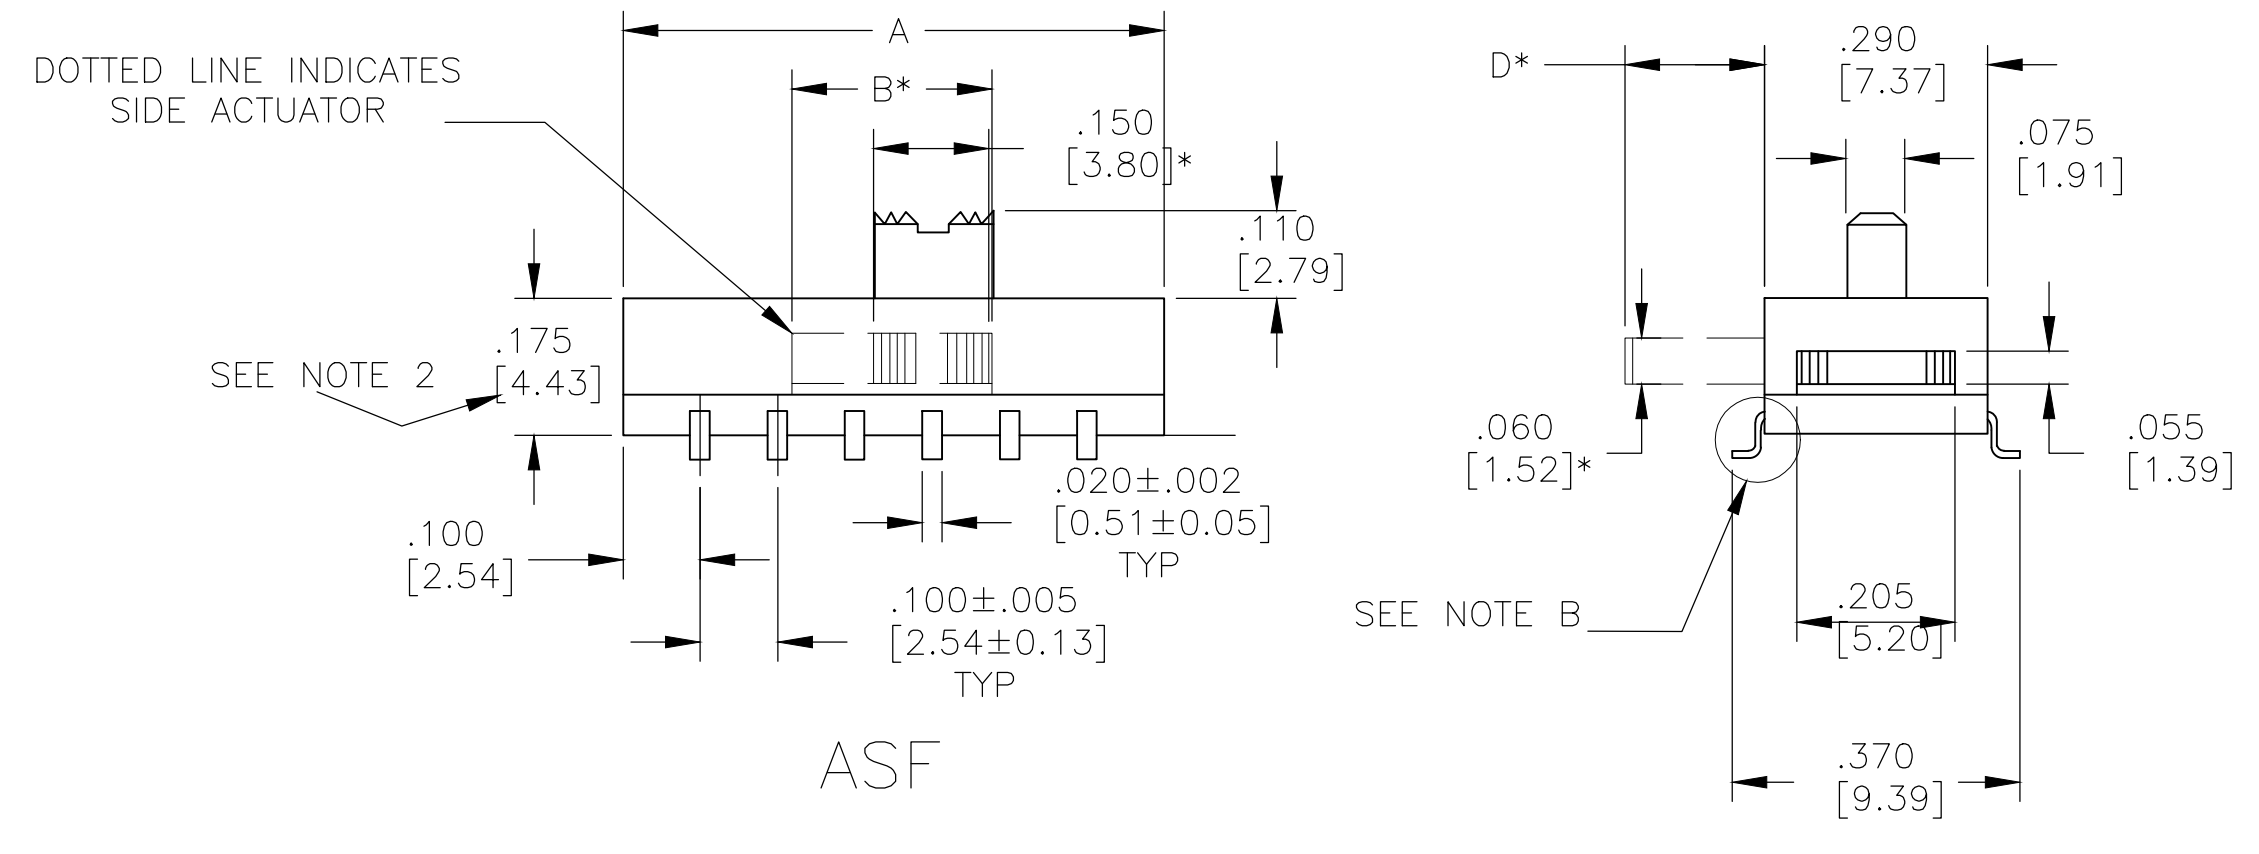 A
DOTTED LINE INDICATES
SIDE ACTUATOR
B*
.150
[3.80]*
.110
[2.79]
.175
[4.43]
SEE NOTE 2
.020±.002
[0.51±0.05]
TYP
.100
[2.54]
.100±.005
[2.54±0.13]
TYP
ASF
D*
.290
[7.37]
.075
[1.91]
.060
[1.52]*
.055
[1.39]
SEE NOTE B
.205
[5.20]
.370
[9.39]